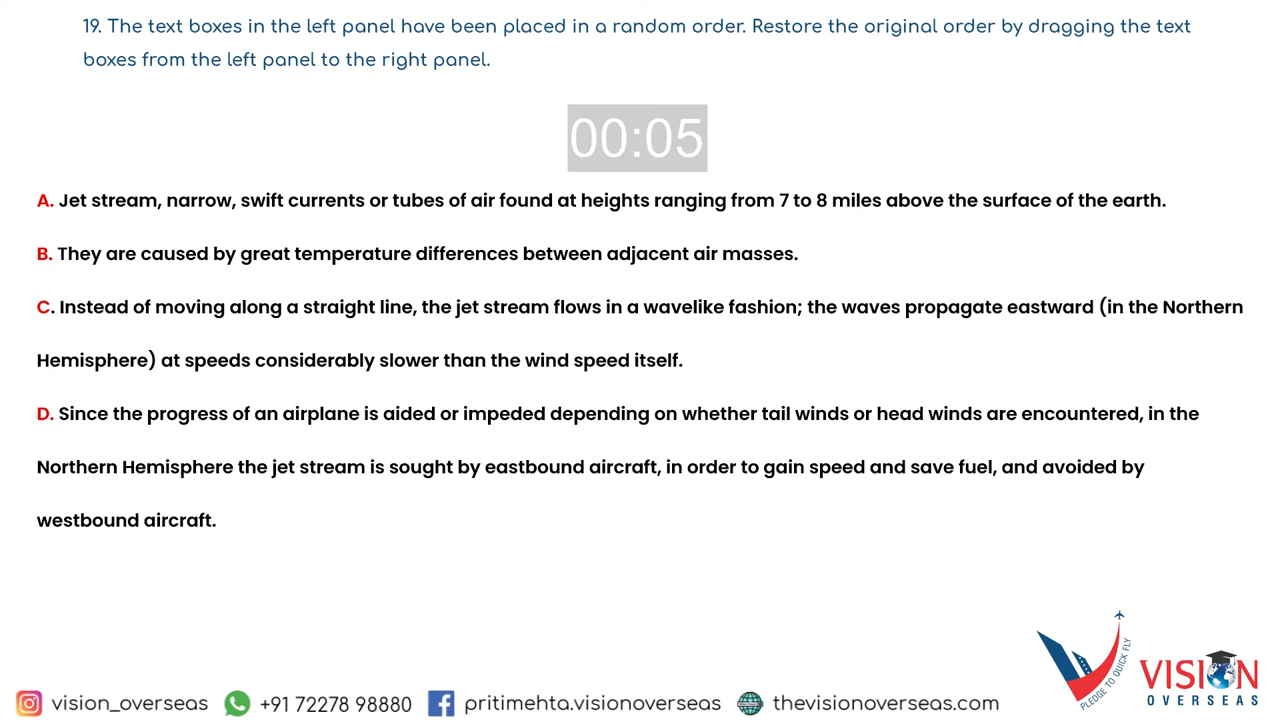 19. The text boxes in the left panel have been placed in a random order. Restore the original order by dragging the text
boxes from the left panel to the right panel.
00:05
A. Jet stream, narrow, swift currents or tubes of air found at heights ranging from 7 to 8 miles above the surface of the earth.
B. They are caused by great temperature differences between adjacent air masses.
C. Instead of moving along a straight line, the jet stream flows in a wavelike fashion; the waves propagate eastward (in the Northern
Hemisphere) at speeds considerably slower than the wind speed itself.
D. Since the progress of an airplane is aided or impeded depending on whether tail winds or head winds are encountered, in the
Northern Hemisphere the jet stream is sought by eastbound aircraft, in order to gain speed and save fuel, and avoided by
westbound aircraft.
PLEDGE TO QUICK FLY
VISION
OVERSEAS
vision_overseas +91 72278 98880 pritimehta.visionoverseas thevisionoverseas.com